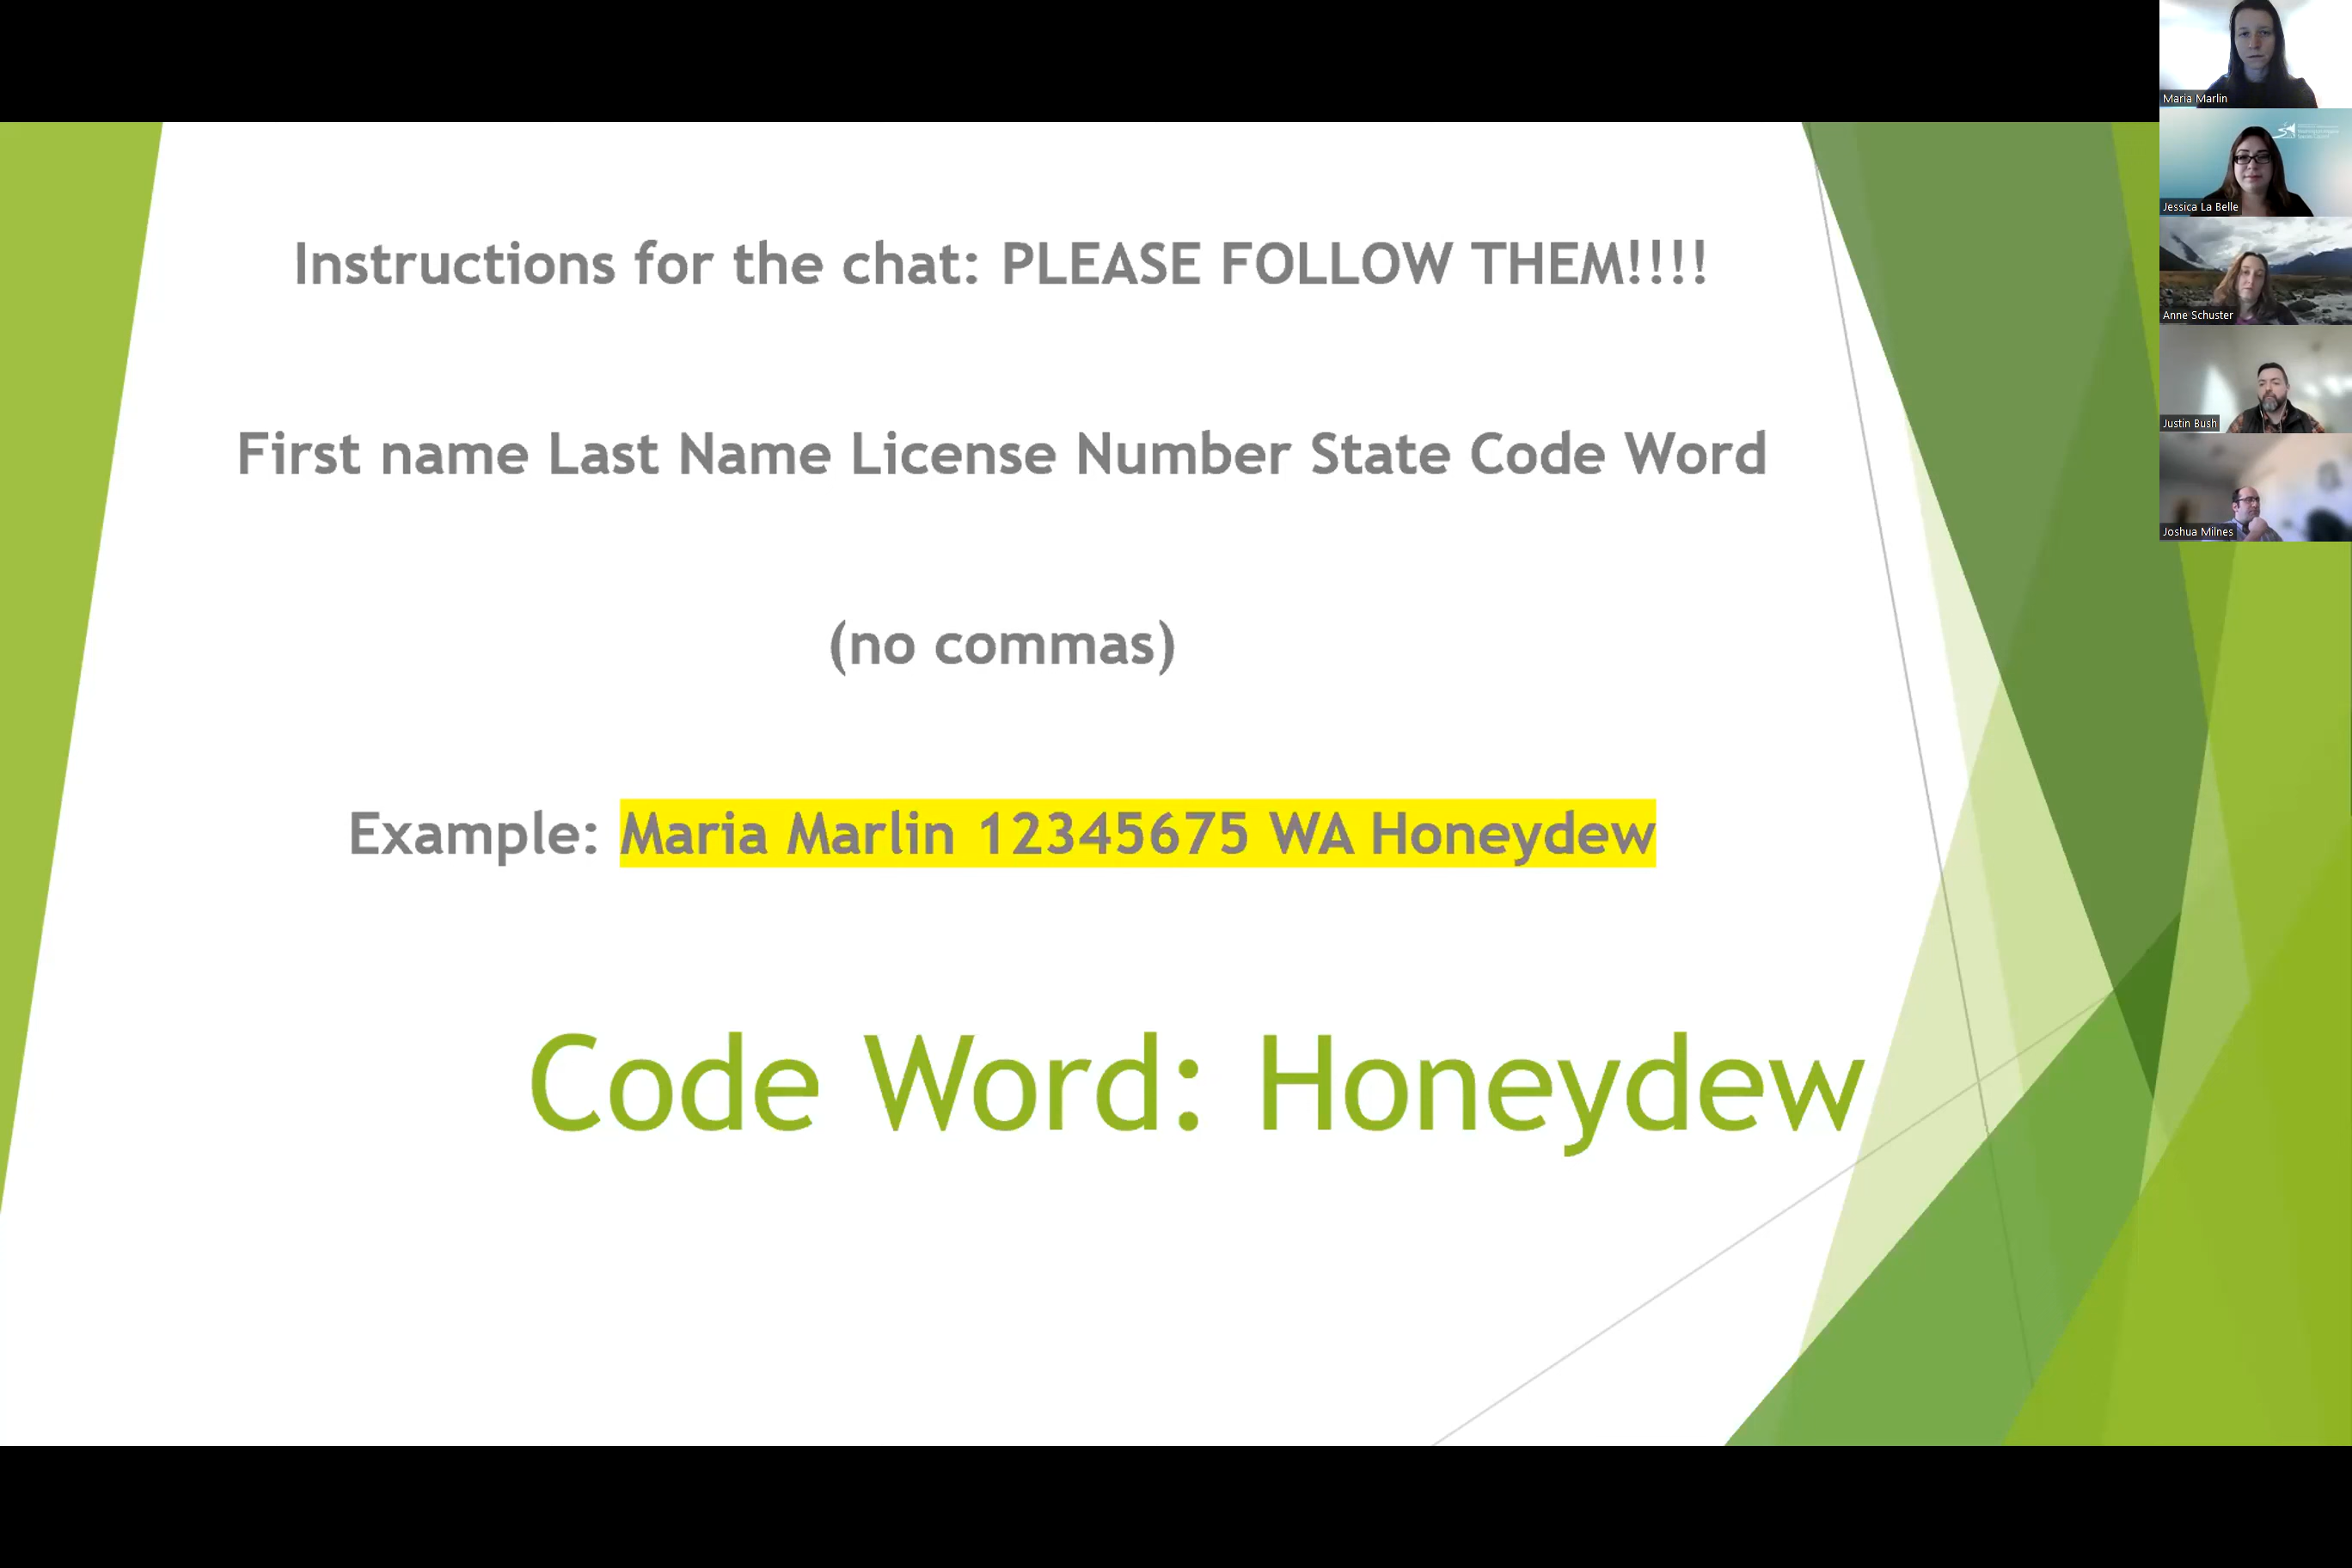 Instructions for the chat: PLEASE FOLLOW THEM!!!!
First name Last Name License Number State Code Word
(no commas)
Example: Maria Marlin 12345675 WA Honeydew
Code Word: Honeydew
Maria Marlin
Jessica La Belle
Anne Schuster
Justin Bush
Joshua Milnes